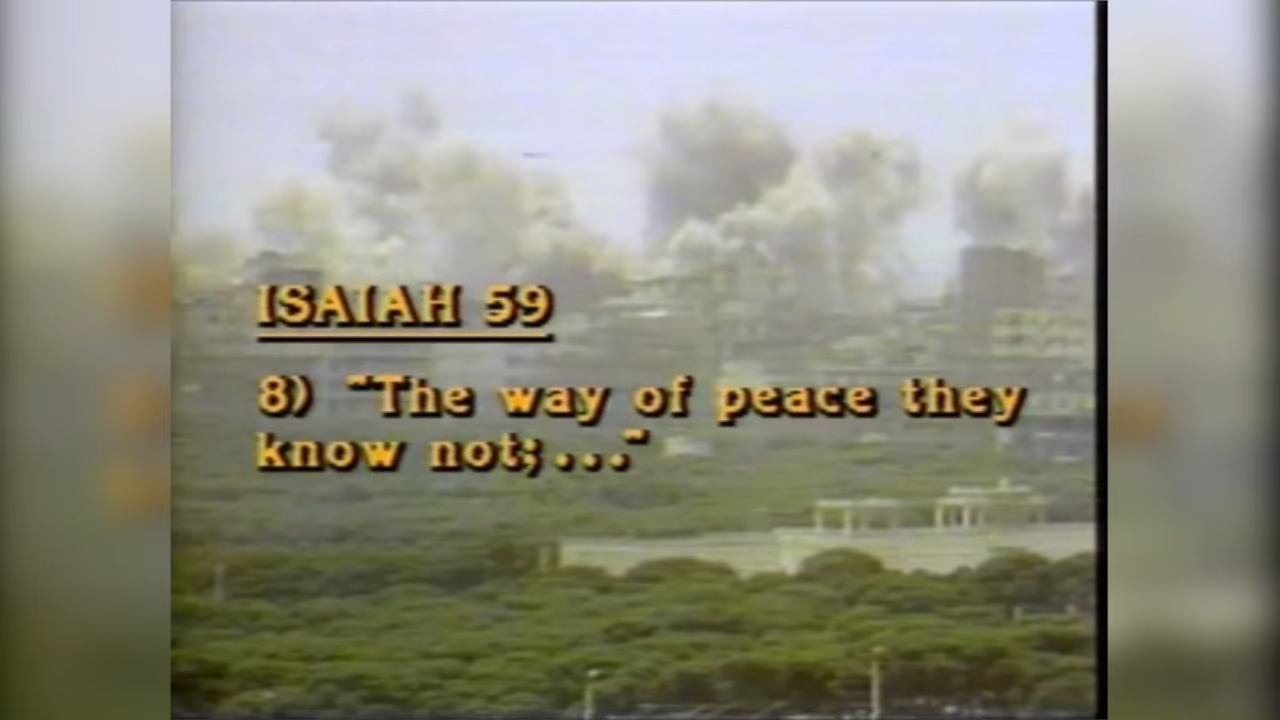 ISAIAH 59
8) "The way of peace they
know not;..."